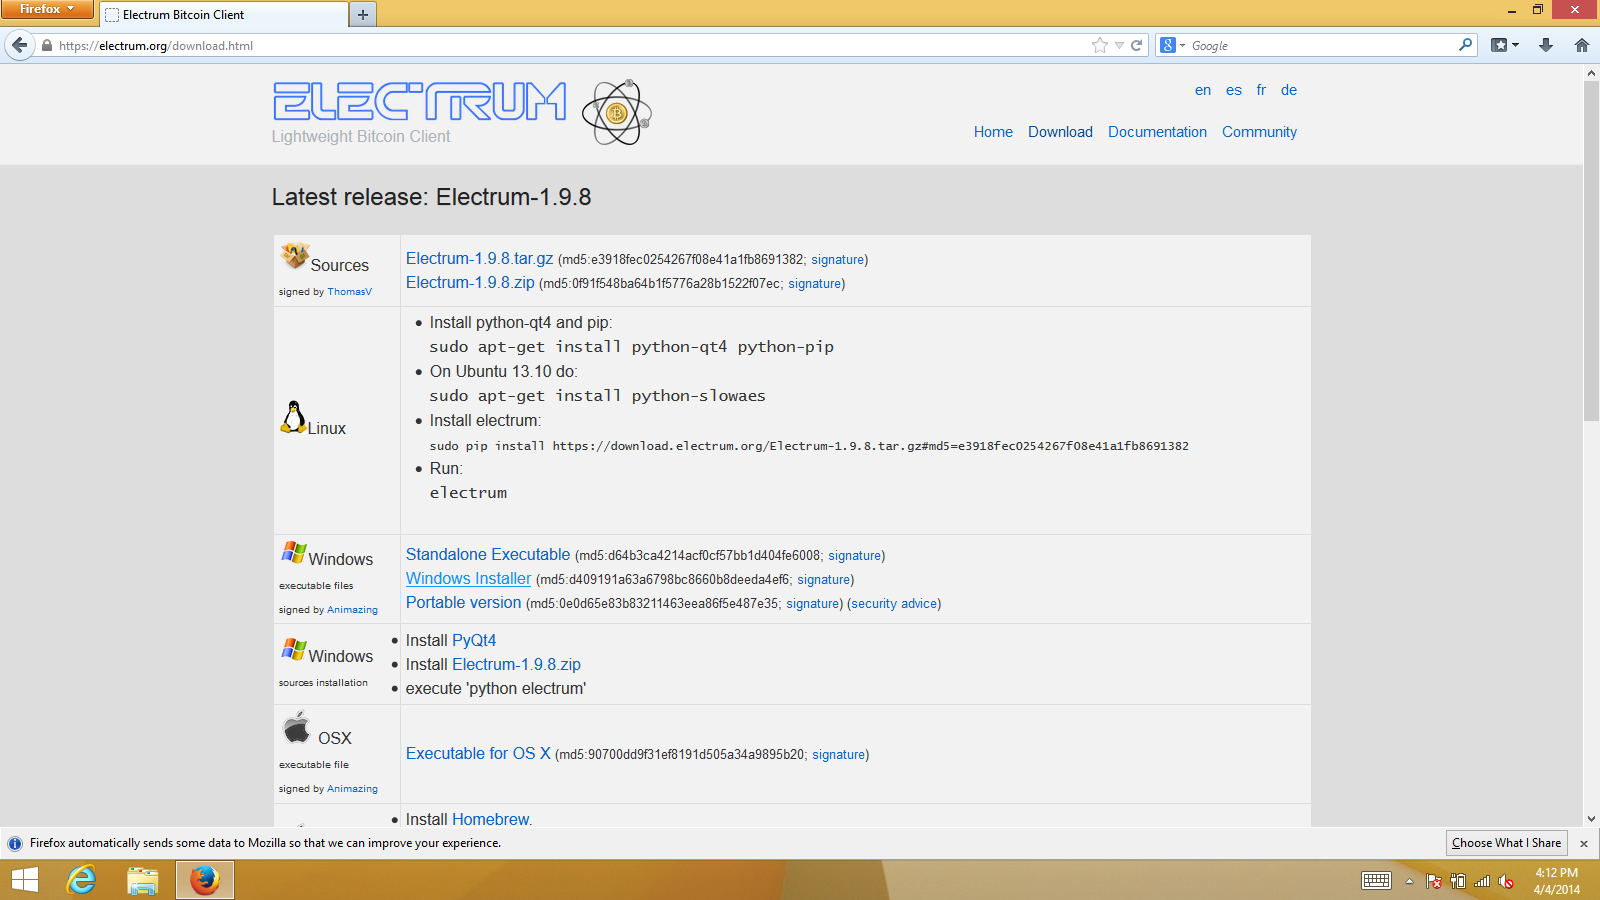 Firefox
Electrum Bitcoin Client
https://electrum.org/download.html
Google
ELECTRUM
Lightweight Bitcoin Client
en es fr de
Home Download Documentation Community
Latest release: Electrum-1.9.8
Sources
signed by ThomasV
Electrum-1.9.8.tar.gz (md5:e3918fec0254267f08e41a1fb8691382; signature)
Electrum-1.9.8.zip (md5:0f91f548ba64b1f5776a28b1522f07ec; signature)
Linux
• Install python-qt4 and pip:
sudo apt-get install python-qt4 python-pip
• On Ubuntu 13.10 do:
sudo apt-get install python-slowaes
• Install electrum:
sudo pip install https://download.electrum.org/Electrum-1.9.8.tar.gz#md5=e3918fec0254267f08e41a1fb8691382
• Run:
electrum
Windows
executable files
signed by Animazing
Standalone Executable (md5:d64b3ca4214acf0cf57bb1d404fe6008; signature)
Windows Installer (md5:d409191a63a6798bc8660b8deeda4ef6; signature)
Portable version (md5:0e0d65e83b83211463eea86f5e487e35; signature) (security advice)
Windows
sources installation
• Install PyQt4
• Install Electrum-1.9.8.zip
• execute 'python electrum'
OSX
executable file
signed by Animazing
Executable for OS X (md5:90700dd9f31ef8191d505a34a9895b20; signature)
• Install Homebrew.
Firefox automatically sends some data to Mozilla so that we can improve your experience.
Choose What I Share
4:12 PM
4/4/2014